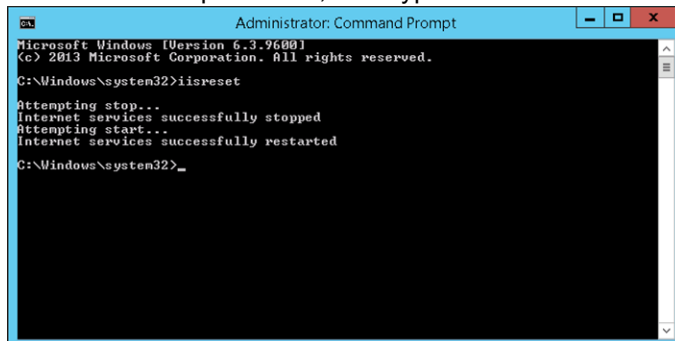 Administrator: Command Prompt
Microsoft Windows [Version 6.3.9600]
(c) 2013 Microsoft Corporation. All rights reserved.
C:\Windows\system32>iisreset
Attempting stop...
Internet services successfully stopped
Attempting start...
Internet services successfully restarted
C:\Windows\system32>_